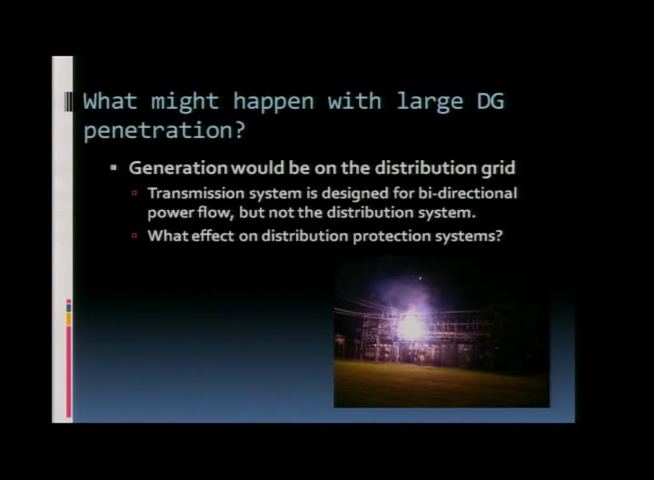 What might happen with large DG
penetration?
Generation would be on the distribution grid
Transmission system is designed for bi-directional
power flow, but not the distribution system.
What effect on distribution protection systems?